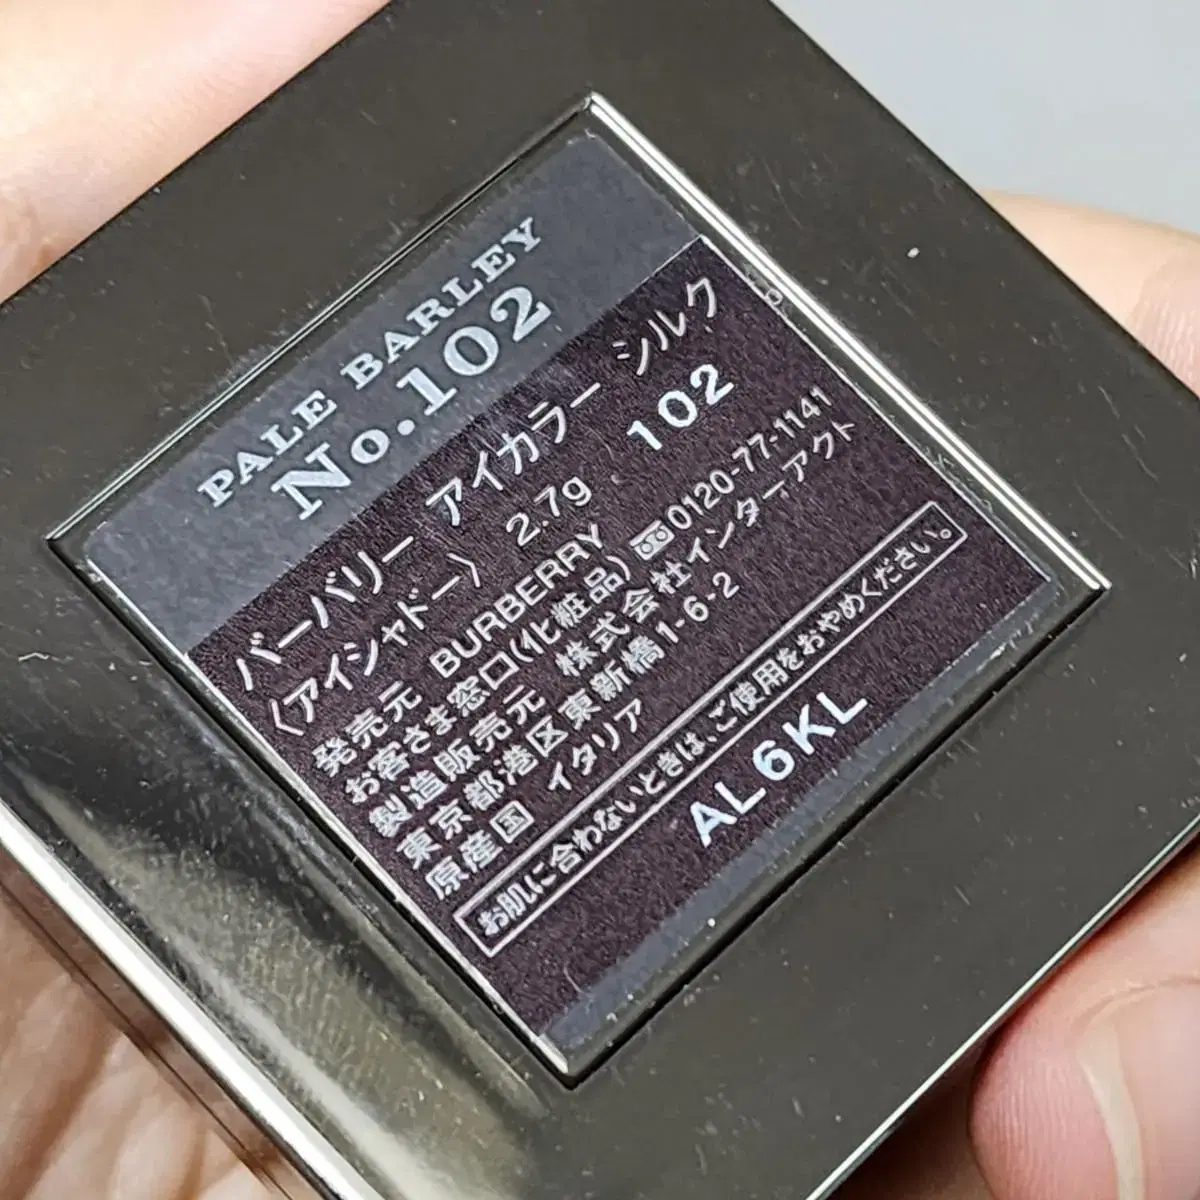 PALE BARLEY
No.102
バーバリー アイカラー シルク
〈アイシャドー〉 2.7g 102
発売元 BURBERRY
お客さま窓口(化粧品) 0120-77-1141
製造販売元 株式会社インターアクト
東京都港区東新橋1-6-2
原産国 イタリア
お肌に合わないときは、ご使用をおやめください。
AL 6KL